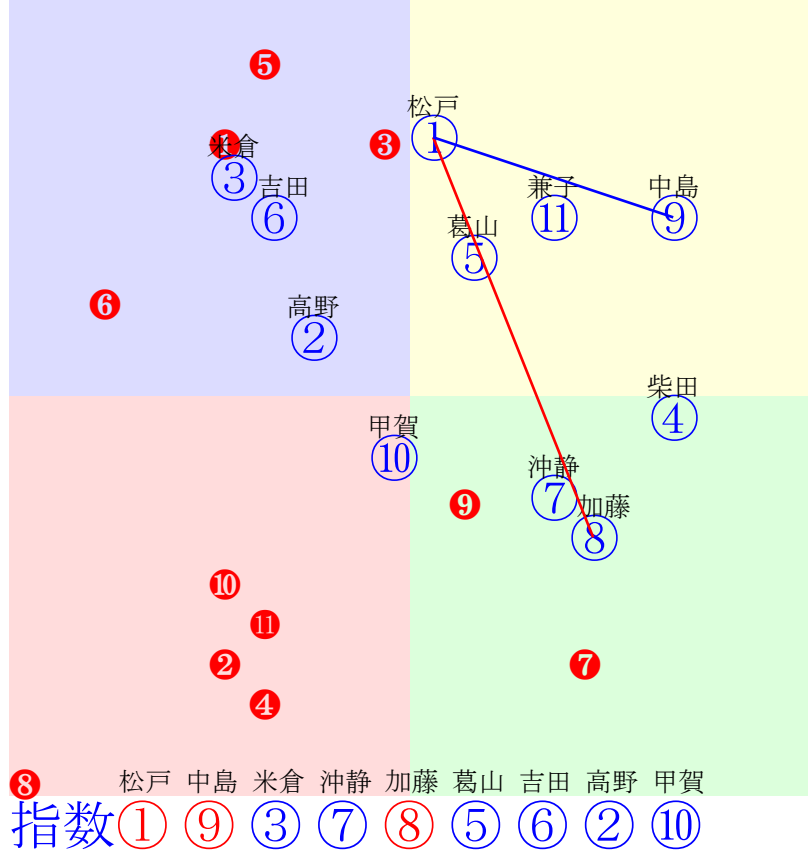 ❺
松戸
❶ ❸ ①
米倉
③
吉田 兼子 中島
⑥ ⑪ ⑨
葛山
⑤
❻ 高野
②
柴田
④
甲賀
⑩
沖静
❾ ⑦ 加藤
⑧
❿
⓫
❷ ❼
❹
❽ 松戸 中島 米倉 沖静 加藤 葛山 吉田 高野 甲賀
指数 ① ⑨ ③ ⑦ ⑧ ⑤ ⑥ ② ⑩